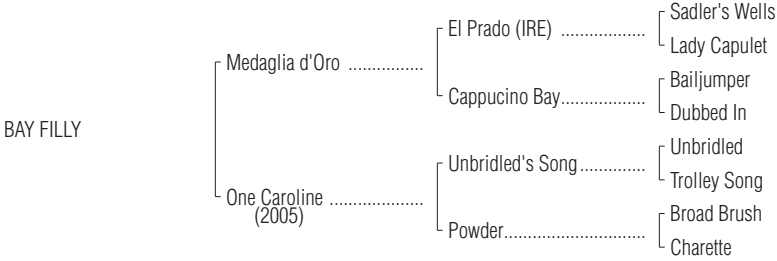 Sadler's Wells
El Prado (IRE) ..................
Lady Capulet
Medaglia d'Oro ................
Bailjumper
Cappucino Bay..................
Dubbed In
BAY FILLY
Unbridled
Unbridled's Song..............
Trolley Song
One Caroline ....................
(2005)
Broad Brush
Powder..............................
Charette